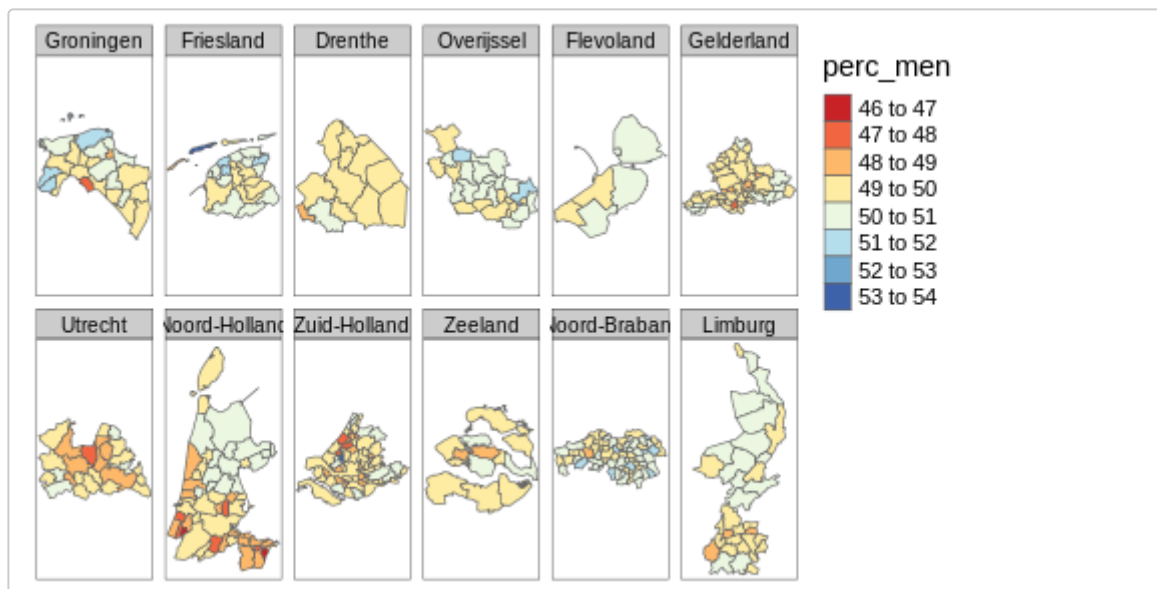 Groningen
Friesland
Drenthe
Overijssel
Flevoland
Gelderland
perc_men
46 to 47
47 to 48
48 to 49
49 to 50
50 to 51
51 to 52
52 to 53
53 to 54
Utrecht
Noord-Holland
Zuid-Holland
Zeeland
Noord-Braban
Limburg